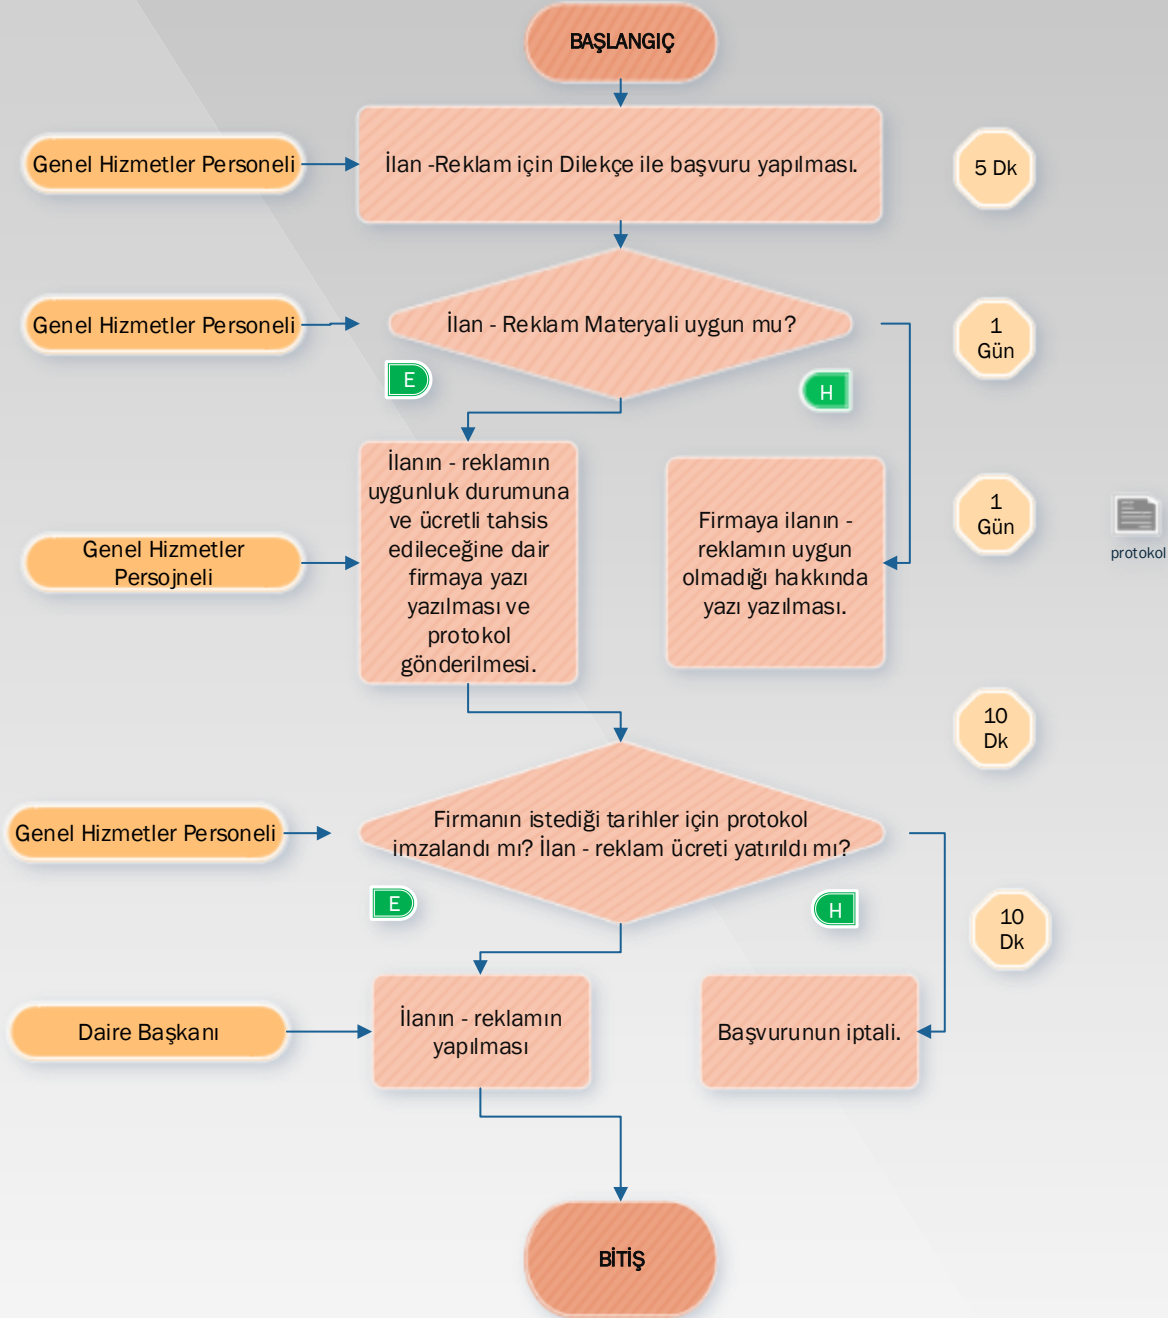 BAŞLANGIÇ
Genel Hizmetler Personeli
İlan -Reklam için Dilekçe ile başvuru yapılması.
5 Dk
Genel Hizmetler Personeli
İlan - Reklam Materyali uygun mu?
1
Gün
E
H
Genel Hizmetler
Persojneli
İlanın - reklamın
uygunluk durumuna
ve ücretli tahsis
edileceğine dair
firmaya yazı
yazılması ve
protokol
gönderilmesi.
Firmaya ilanın -
reklamın uygun
olmadığı hakkında
yazı yazılması.
1
Gün
protokol
10
Dk
Genel Hizmetler Personeli
Firmanın istediği tarihler için protokol
imzalandı mı? İlan - reklam ücreti yatırıldı mı?
E
H
10
Dk
Daire Başkanı
İlanın - reklamın
yapılması
Başvurunun iptali.
BİTİŞ